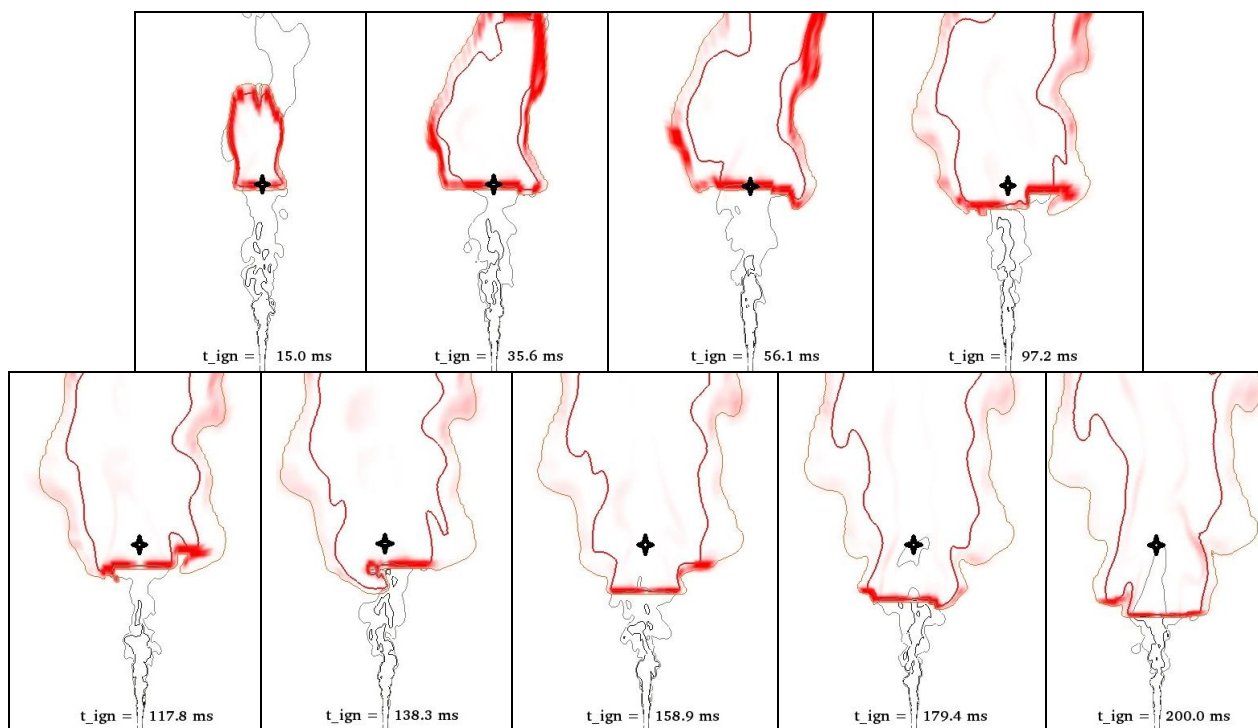 t_ign = 15.0 ms
t_ign = 35.6 ms
t_ign = 56.1 ms
t_ign = 97.2 ms
t_ign = 117.8 ms
t_ign = 138.3 ms
t_ign = 158.9 ms
t_ign = 179.4 ms
t_ign = 200.0 ms